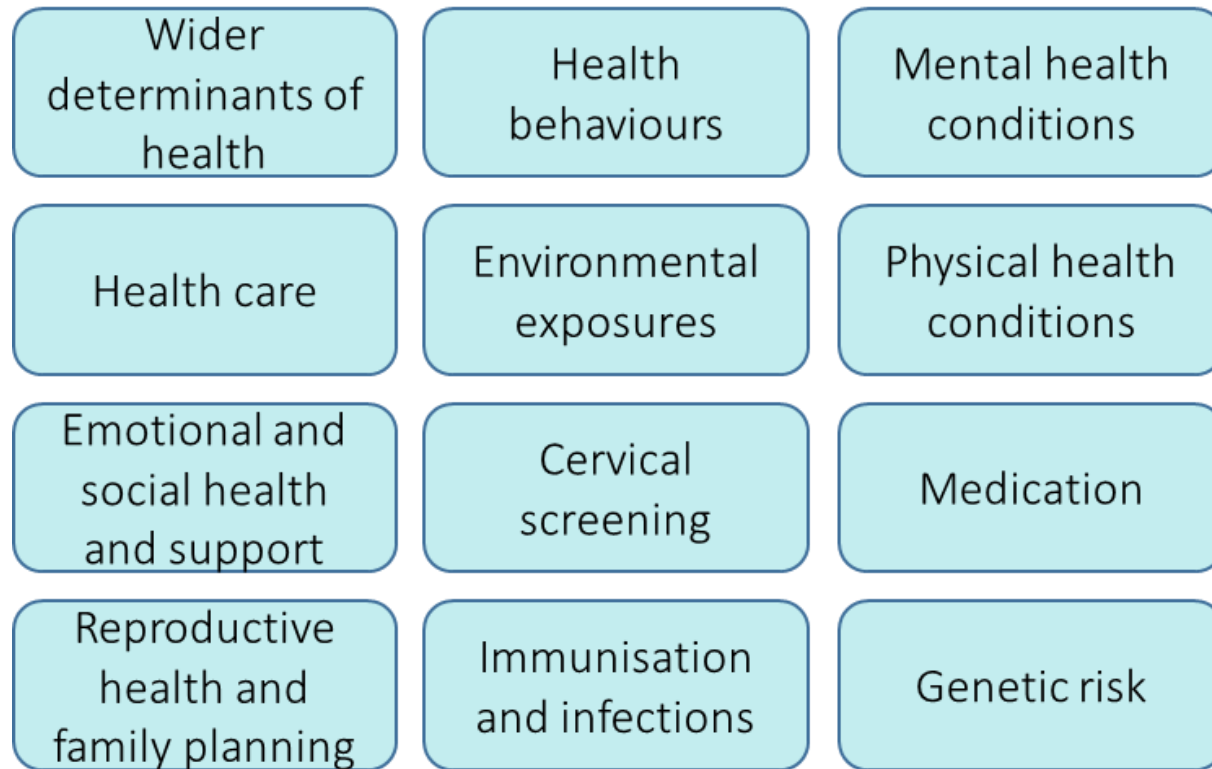 Wider
determinants of
health
Health
behaviours
Mental health
conditions
Health care
Environmental
exposures
Physical health
conditions
Emotional and
social health
and support
Cervical
screening
Medication
Reproductive
health and
family planning
Immunisation
and infections
Genetic risk